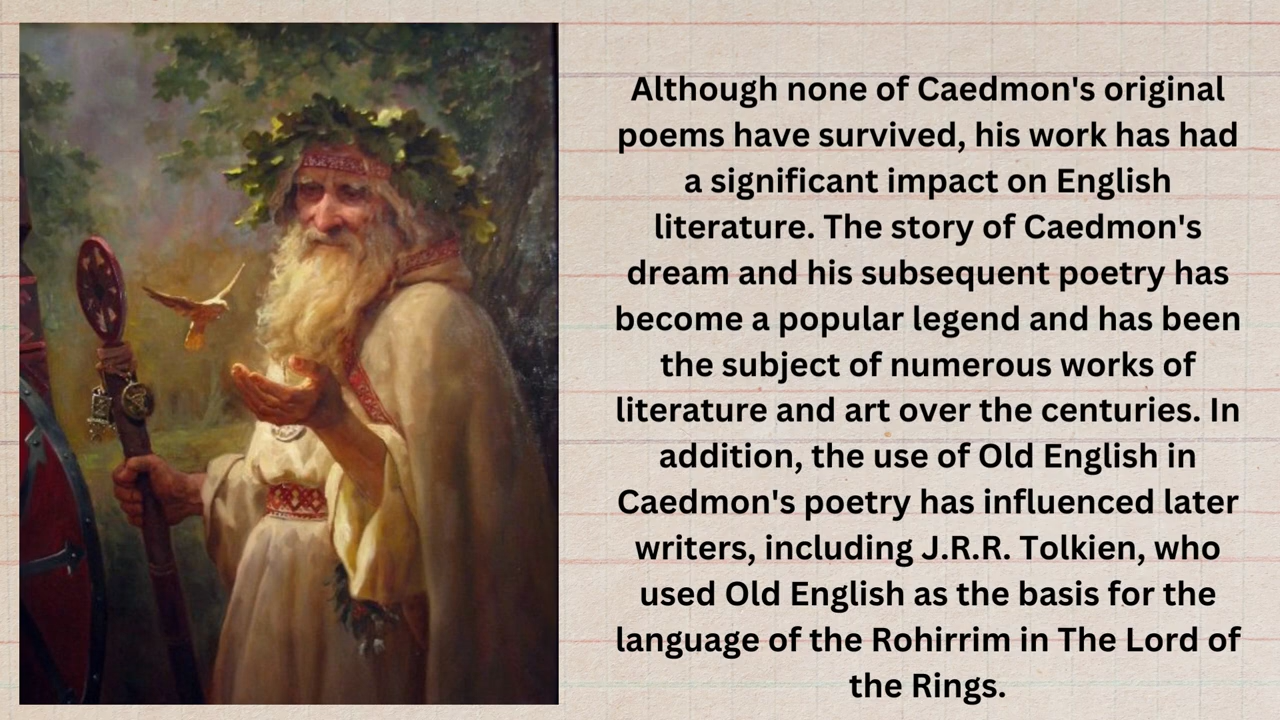 Although none of Caedmon's original
poems have survived, his work has had
a significant impact on English
literature. The story of Caedmon's
dream and his subsequent poetry has
become a popular legend and has been
the subject of numerous works of
literature and art over the centuries. In
addition, the use of Old English in
Caedmon's poetry has influenced later
writers, including J.R.R. Tolkien, who
used Old English as the basis for the
language of the Rohirrim in The Lord of
the Rings.